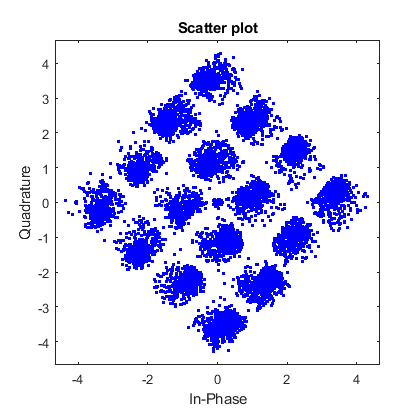 Scatter plot
4
3
2
1
0
-1
-2
-3
-4
Quadrature
-4 -2 0 2 4
In-Phase